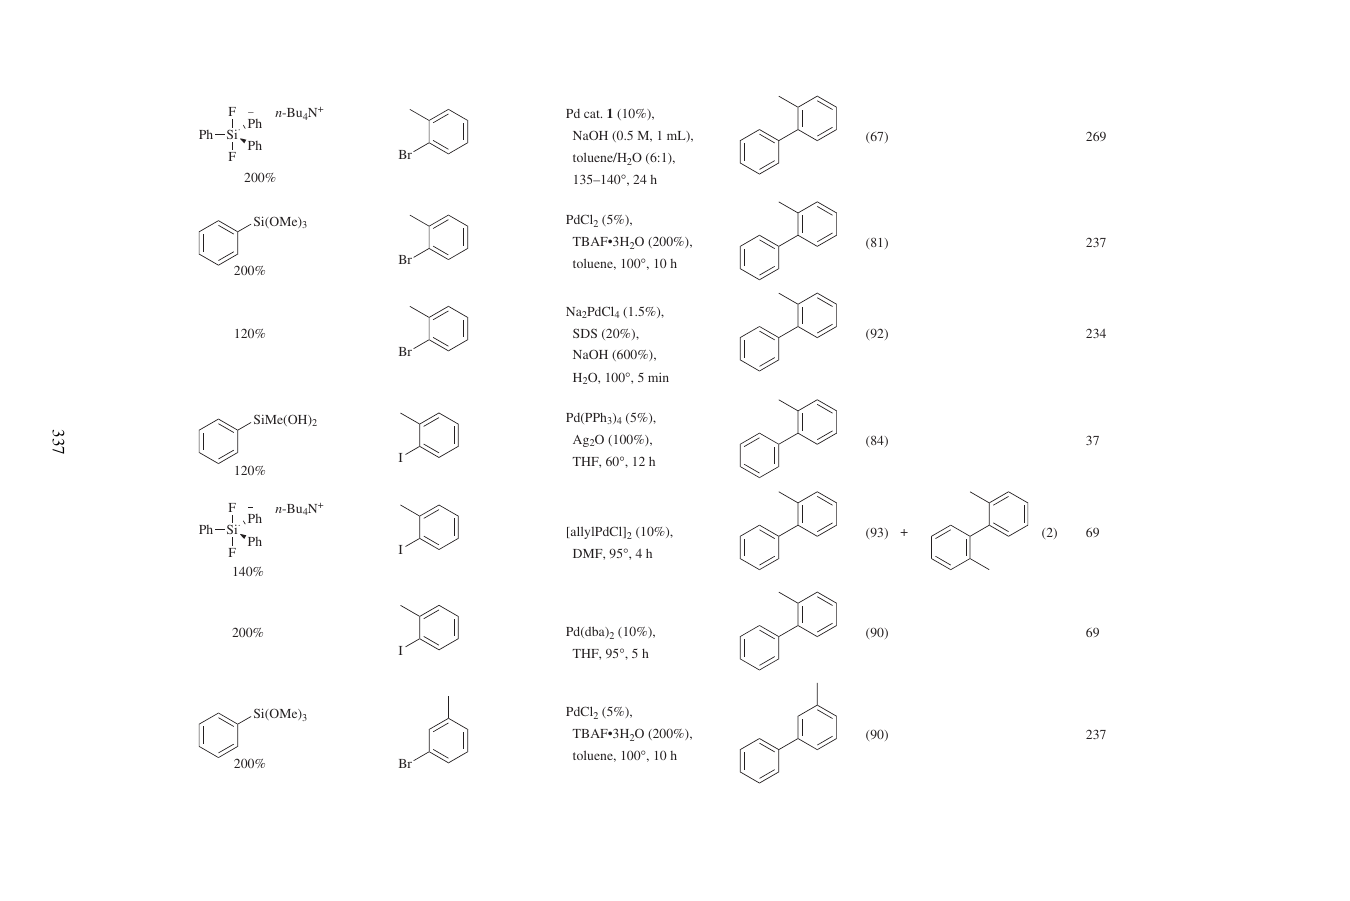 F
–
n-Bu4N+
Ph
Ph
Si
Ph
F
200%
Br
Pd cat. 1 (10%),
NaOH (0.5 M, 1 mL),
toluene/H2O (6:1),
135–140°, 24 h
(67)
269
Si(OMe)3
200%
Br
PdCl2 (5%),
TBAF•3H2O (200%),
toluene, 100°, 10 h
(81)
237
120%
Br
Na2PdCl4 (1.5%),
SDS (20%),
NaOH (600%),
H2O, 100°, 5 min
(92)
234
SiMe(OH)2
120%
I
Pd(PPh3)4 (5%),
Ag2O (100%),
THF, 60°, 12 h
(84)
37
337
F
–
n-Bu4N+
Ph
Ph
Si
Ph
F
140%
I
[allylPdCl]2 (10%),
DMF, 95°, 4 h
(93) +
(2)
69
200%
I
Pd(dba)2 (10%),
THF, 95°, 5 h
(90)
69
Si(OMe)3
200%
Br
PdCl2 (5%),
TBAF•3H2O (200%),
toluene, 100°, 10 h
(90)
237